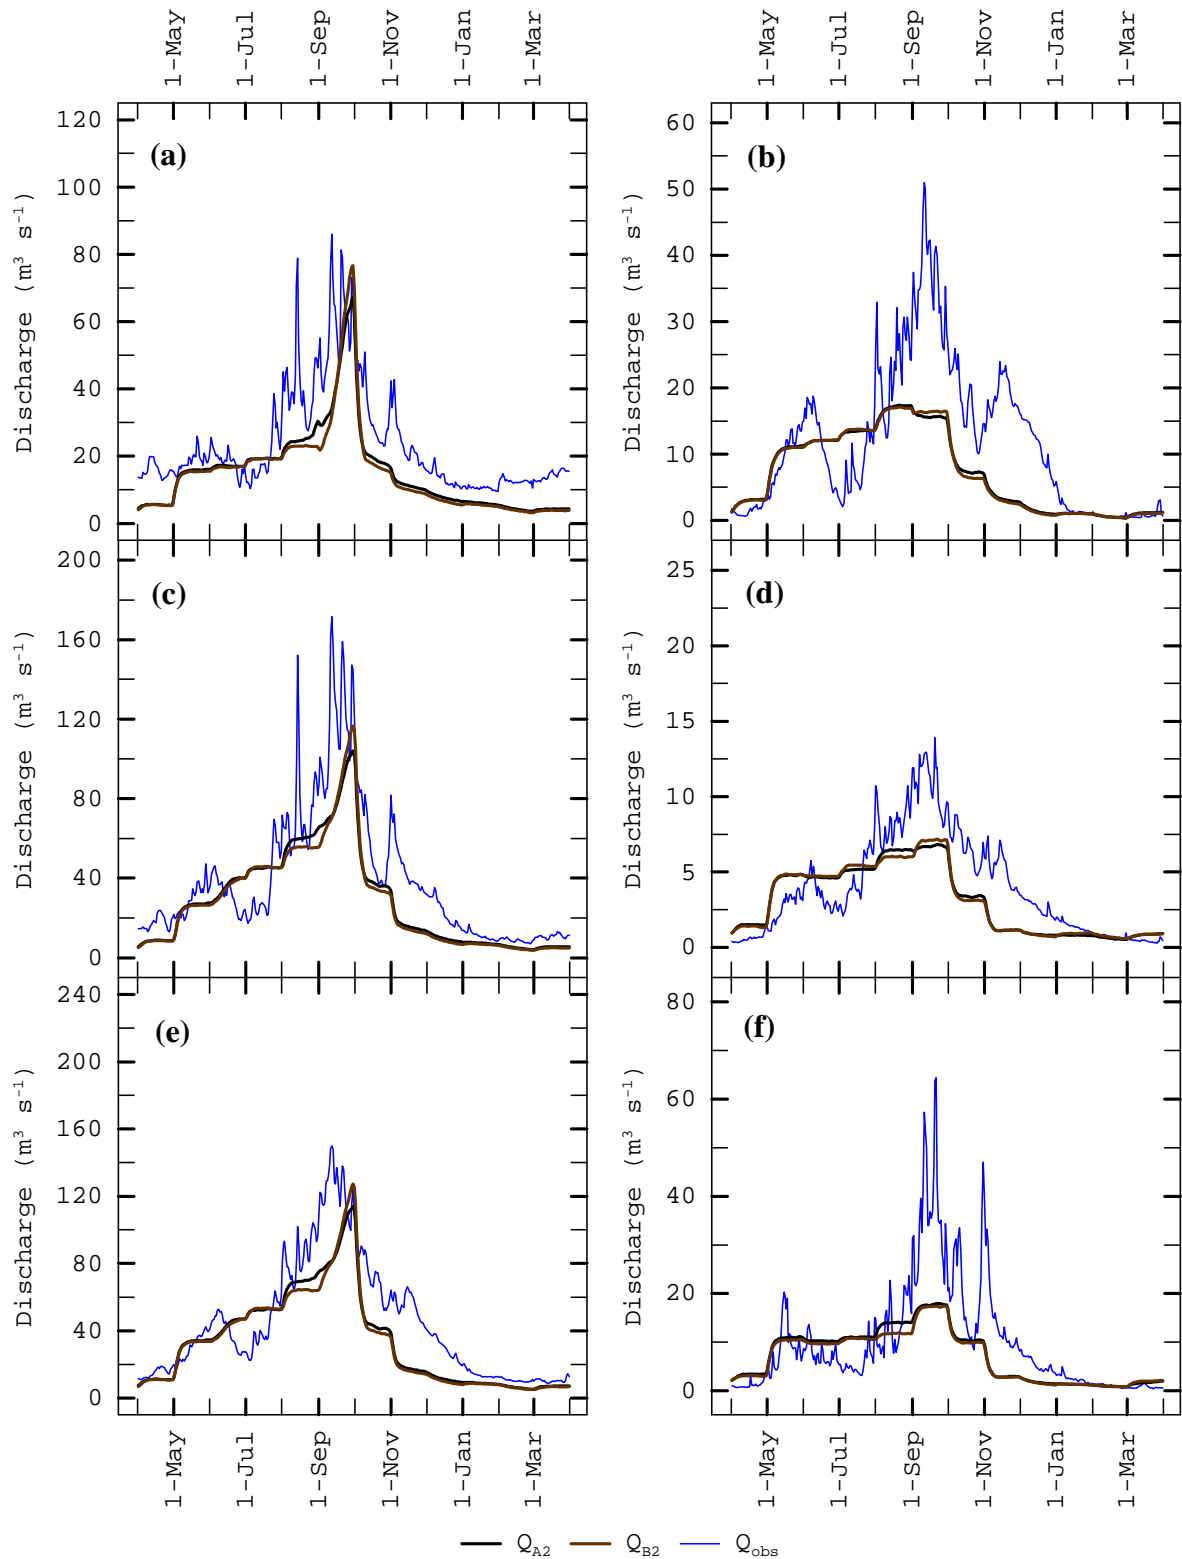 1-May 1-Jul 1-Sep 1-Nov 1-Jan 1-Mar
1-May 1-Jul 1-Sep 1-Nov 1-Jan 1-Mar
(a)
Discharge (m³ s⁻¹)
120
100
80
60
40
20
0
(b)
Discharge (m³ s⁻¹)
60
50
40
30
20
10
0
(c)
Discharge (m³ s⁻¹)
200
160
120
80
40
0
(d)
Discharge (m³ s⁻¹)
25
20
15
10
5
0
(e)
Discharge (m³ s⁻¹)
240
200
160
120
80
40
0
(f)
Discharge (m³ s⁻¹)
80
60
40
20
0
1-May 1-Jul 1-Sep 1-Nov 1-Jan 1-Mar
1-May 1-Jul 1-Sep 1-Nov 1-Jan 1-Mar
Q_A2 Q_B2 Q_obs